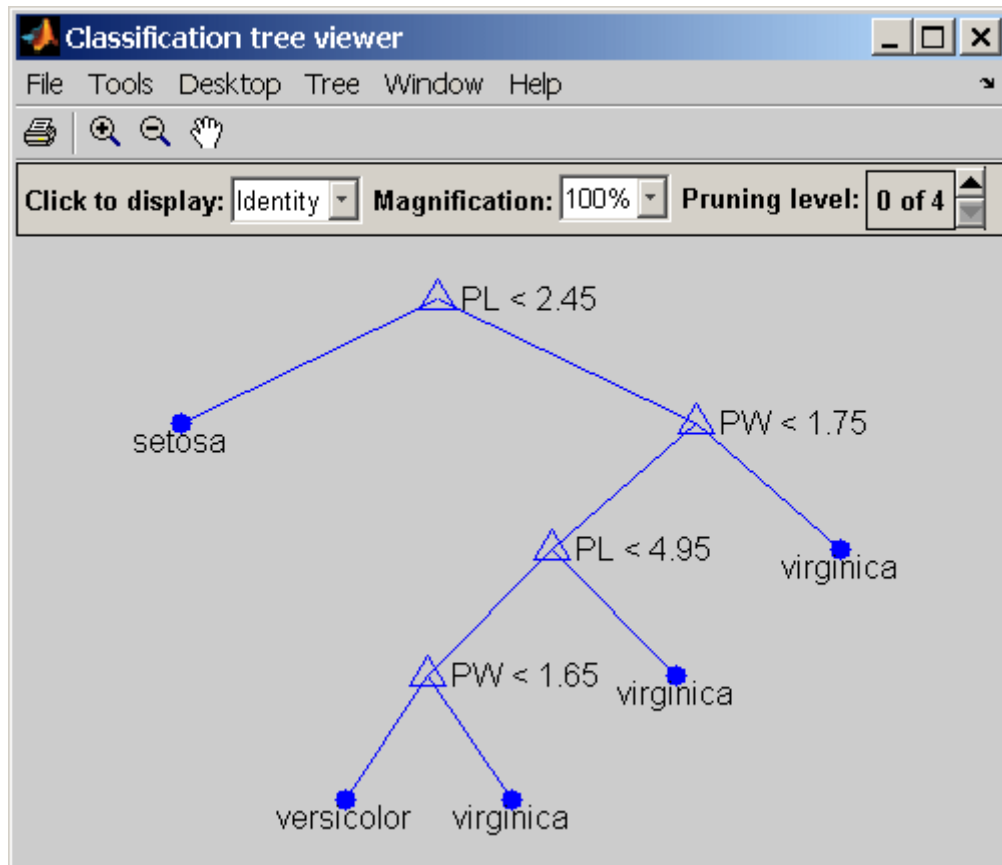 Classification tree viewer
File Tools Desktop Tree Window Help
Click to display: Identity Magnification: 100% Pruning level: 0 of 4
PL < 2.45
setosa
PW < 1.75
PL < 4.95
virginica
PW < 1.65
virginica
versicolor
virginica